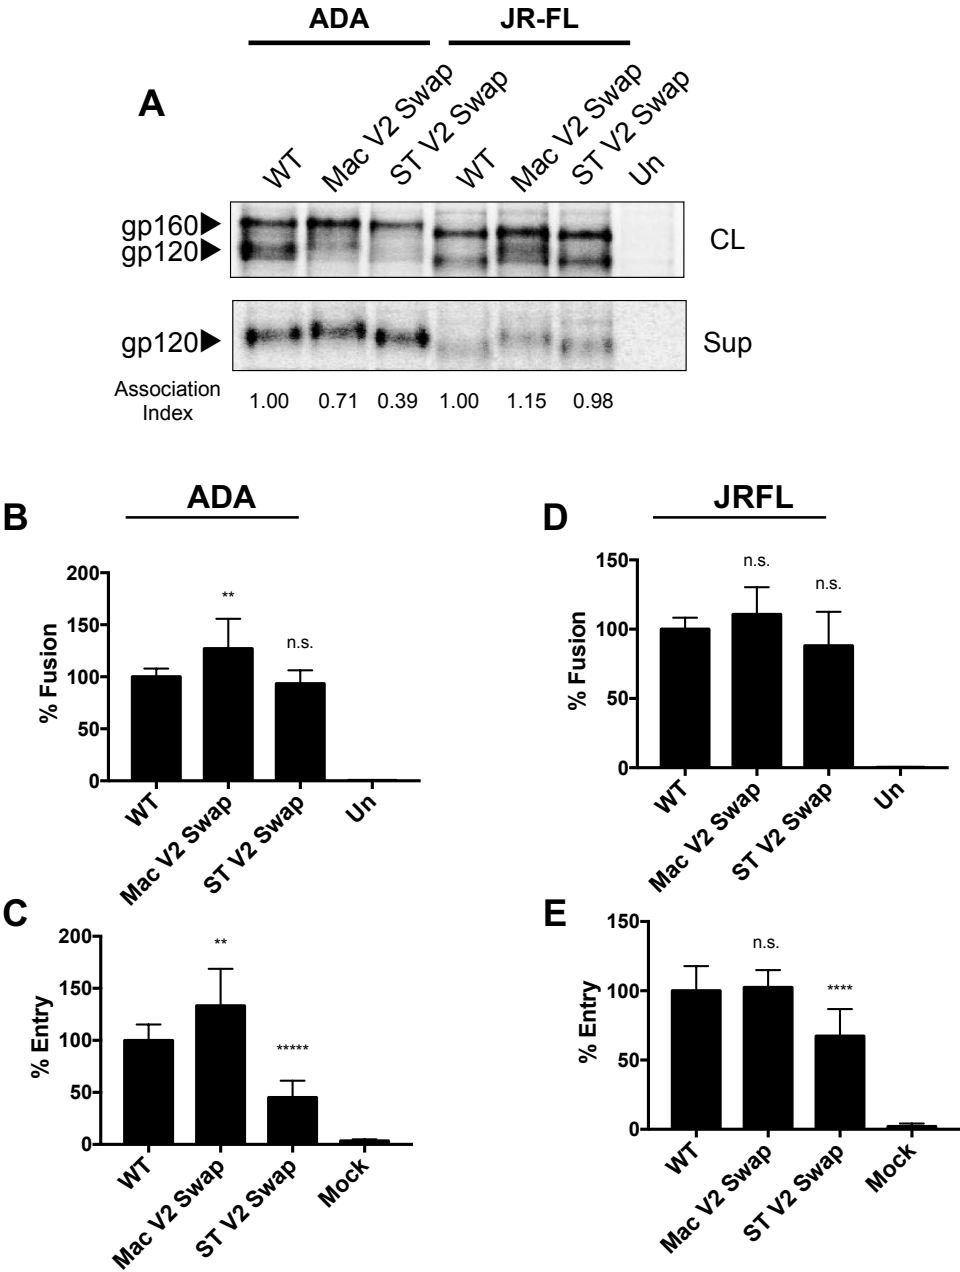 ADA JR-FL
A
WT Mac V2 Swap ST V2 Swap WT Mac V2 Swap ST V2 Swap Un
gp160
gp120
CL
gp120
Sup
Association
Index
1.00 0.71 0.39 1.00 1.15 0.98
B
ADA
200
150
100
50
0
% Fusion
**
n.s.
WT Mac V2 Swap ST V2 Swap Un
D
JRFL
150
100
50
0
% Fusion
n.s.
n.s.
WT Mac V2 Swap ST V2 Swap Un
C
200
150
100
50
0
% Entry
**
*****
WT Mac V2 Swap ST V2 Swap Mock
E
150
100
50
0
% Entry
n.s.
****
WT Mac V2 Swap ST V2 Swap Mock